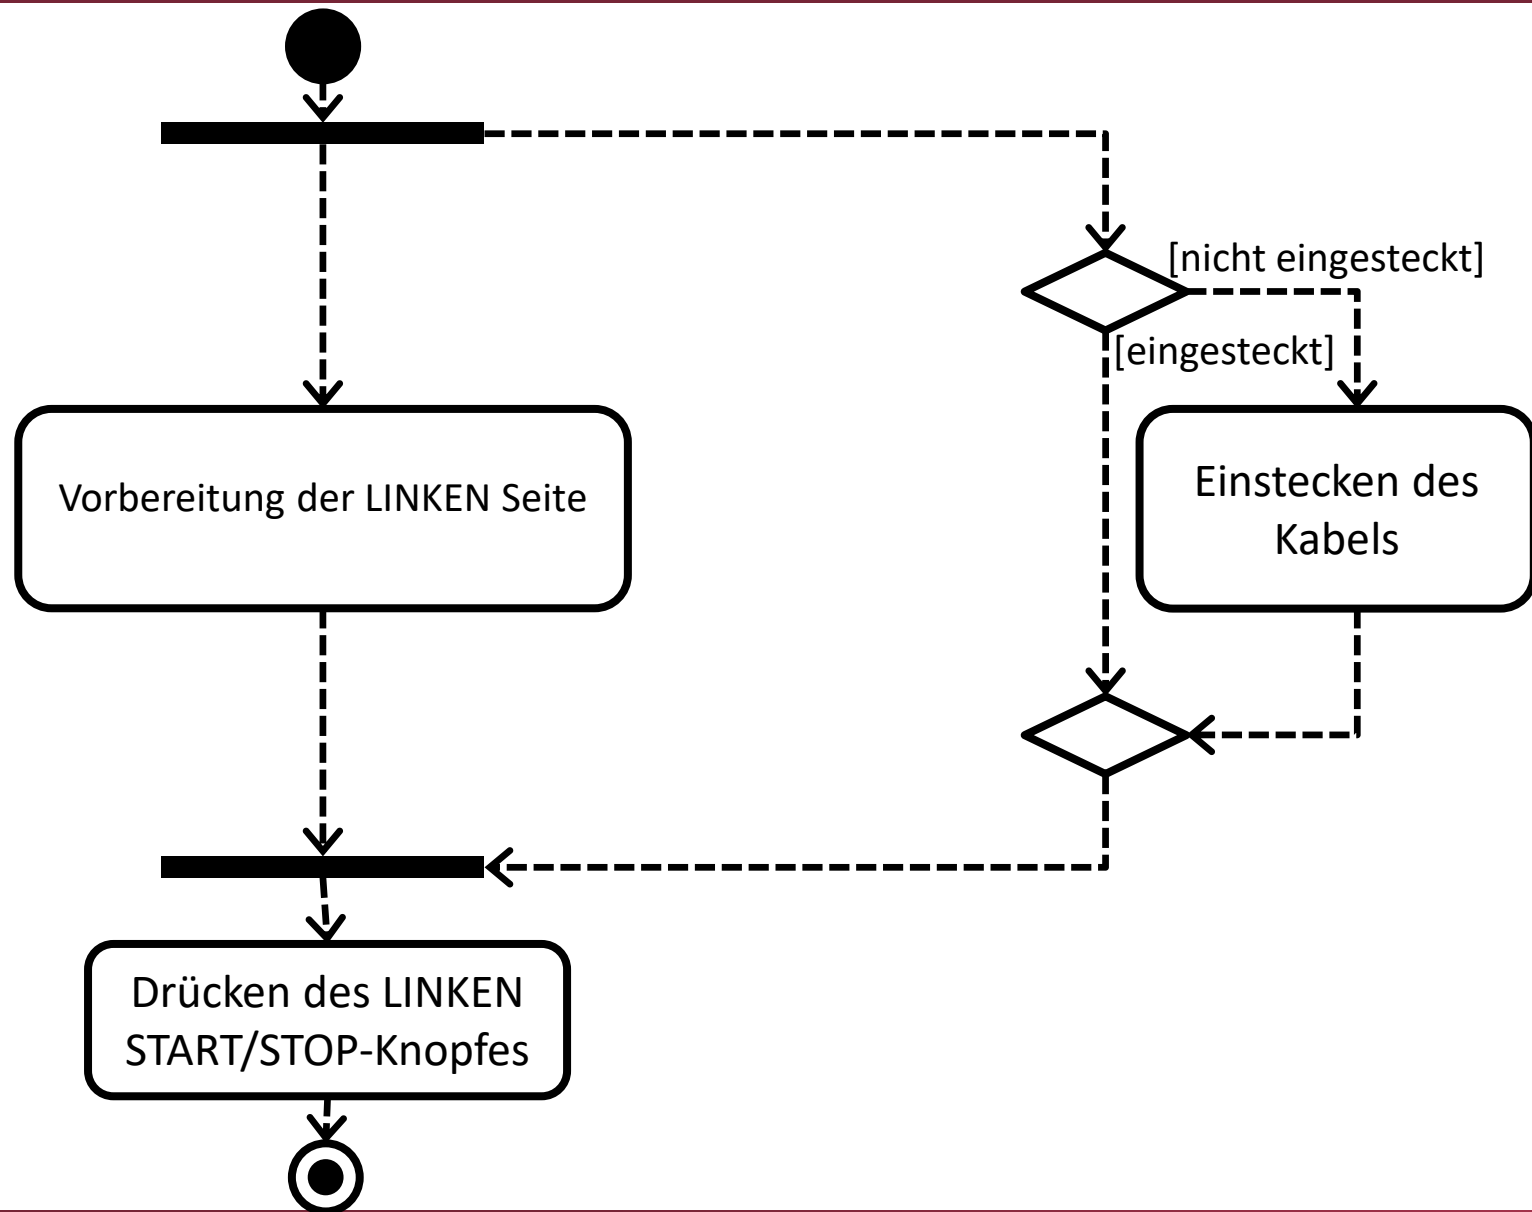 [nicht eingesteckt]
[eingesteckt]
Vorbereitung der LINKEN Seite
Einstecken des
Kabels
Drücken des LINKEN
START/STOP-Knopfes